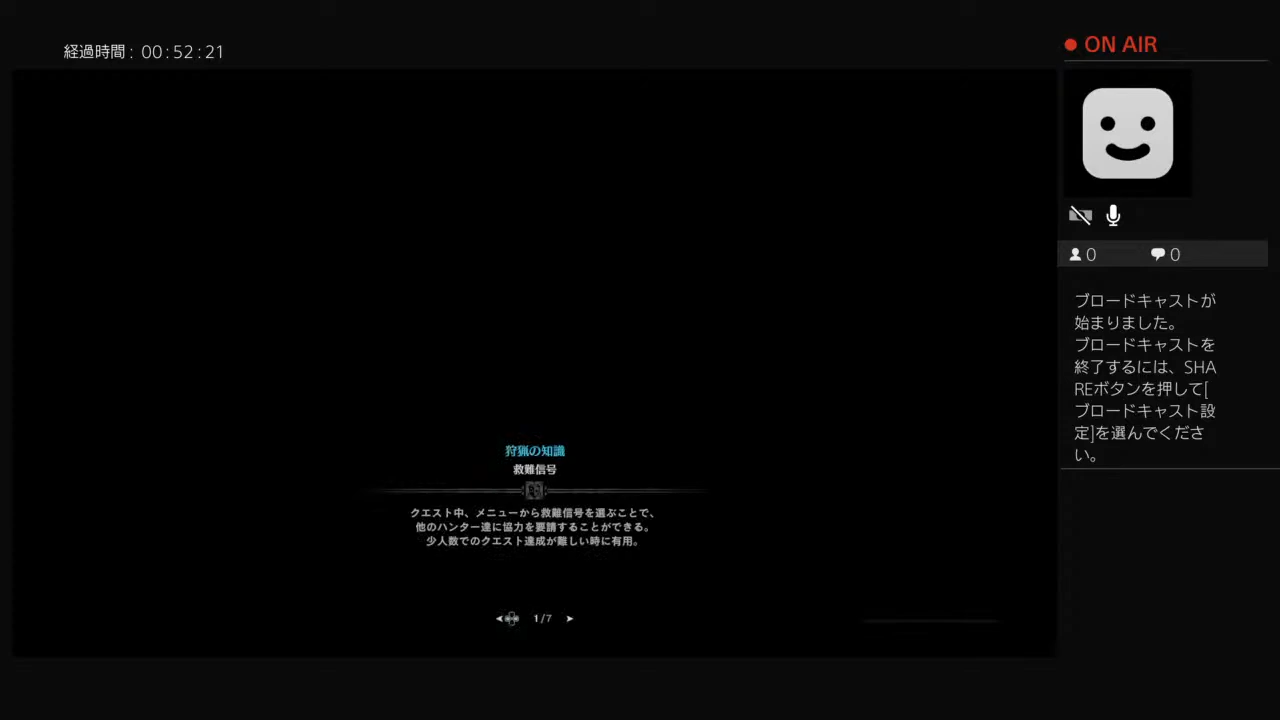 経過時間 : 00:52:21
ON AIR
0
0
ブロードキャストが
始まりました。
ブロードキャストを
終了するには、SHA
REボタンを押して[
ブロードキャスト設
定]を選んでくださ
い。
狩猟の知識
救難信号
クエスト中、メニューから救難信号を選ぶことで、
他のハンター達に協力を要請することができる。
少人数でのクエスト達成が難しい時に有用。
1/7